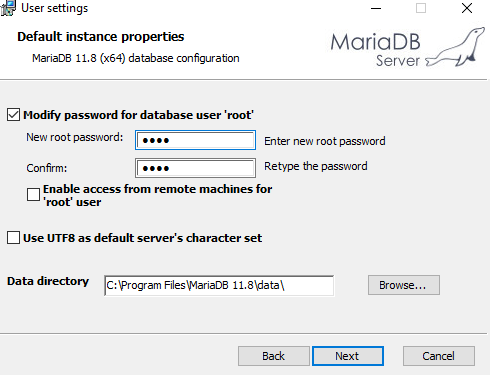 User settings
Default instance properties
MariaDB 11.8 (x64) database configuration
MariaDB
Server
Modify password for database user 'root'
New root password: ●●●● Enter new root password
Confirm: ●●●● Retype the password
Enable access from remote machines for
'root' user
Use UTF8 as default server's character set
Data directory C:\Program Files\MariaDB 11.8\data\ Browse...
Back Next Cancel